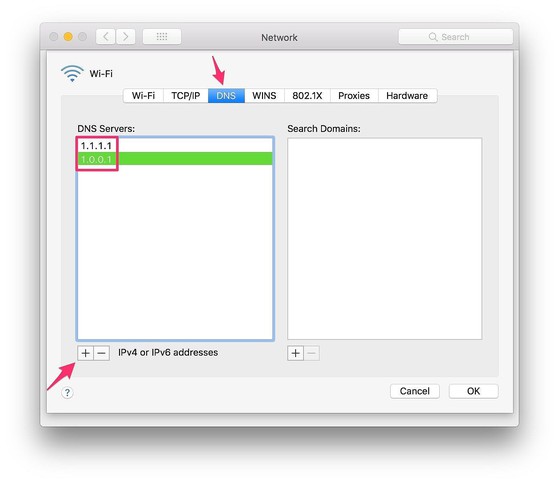 Network
Search
Wi-Fi
Wi-Fi TCP/IP DNS WINS 802.1X Proxies Hardware
DNS Servers: Search Domains:
1.1.1.1
1.0.0.1
+ − IPv4 or IPv6 addresses + −
? Cancel OK